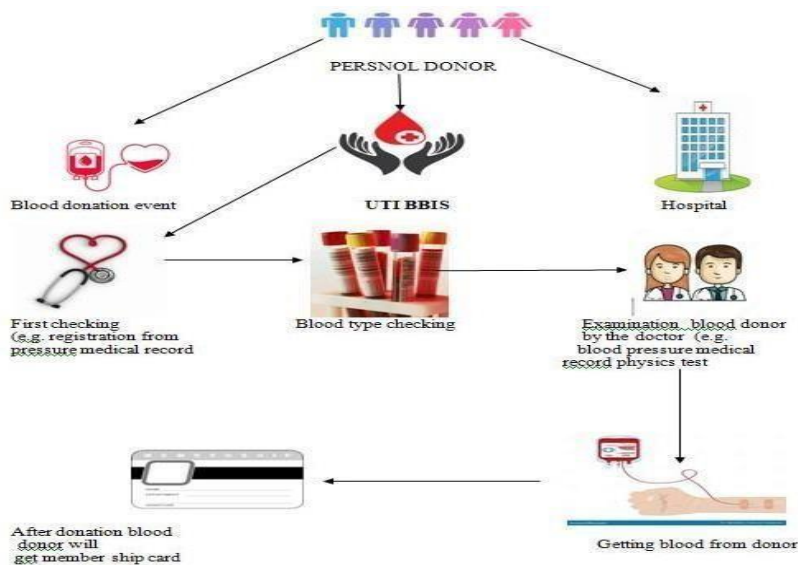 PERSNOL DONOR
Blood donation event
UTI BBIS
Hospital
First checking
(e.g. registration from
pressure medical record
Blood type checking
Examination blood donor
by the doctor (e.g.
blood pressure medical
record physics test
After donation blood
donor will
get member ship card
Getting blood from donor